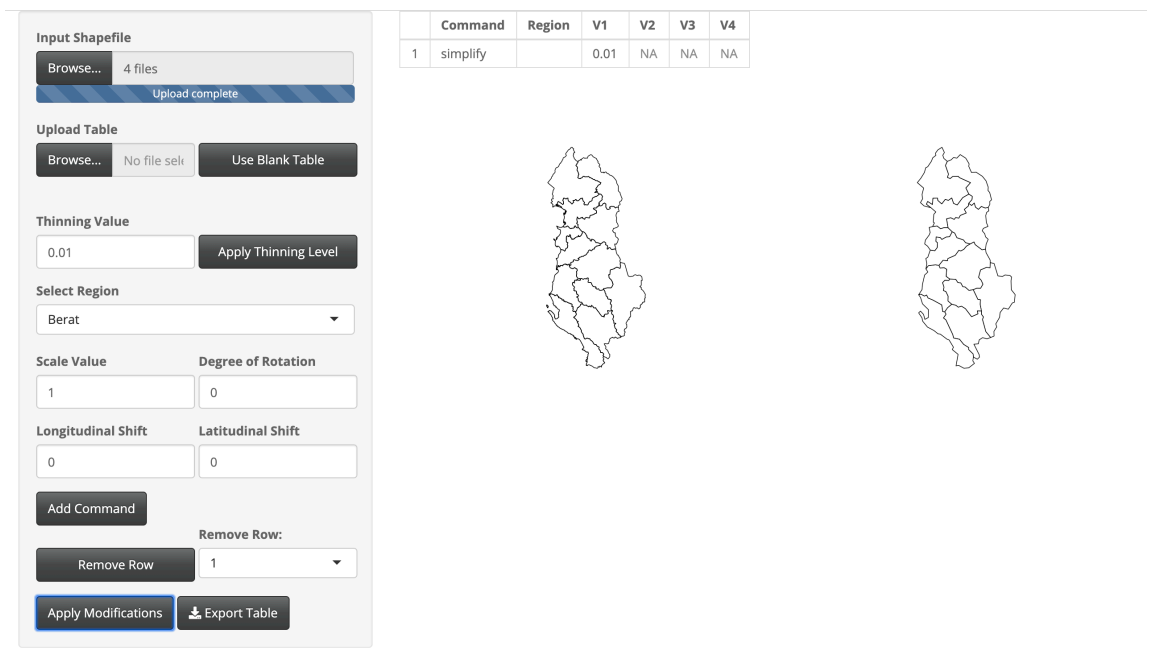 Input Shapefile
Browse... 4 files
Upload complete
Upload Table
Browse... No file sele Use Blank Table
Thinning Value
0.01 Apply Thinning Level
Select Region
Berat
Scale Value Degree of Rotation
1 0
Longitudinal Shift Latitudinal Shift
0 0
Add Command
Remove Row:
Remove Row 1
Apply Modifications Export Table
Command Region V1 V2 V3 V4
1 simplify 0.01 NA NA NA